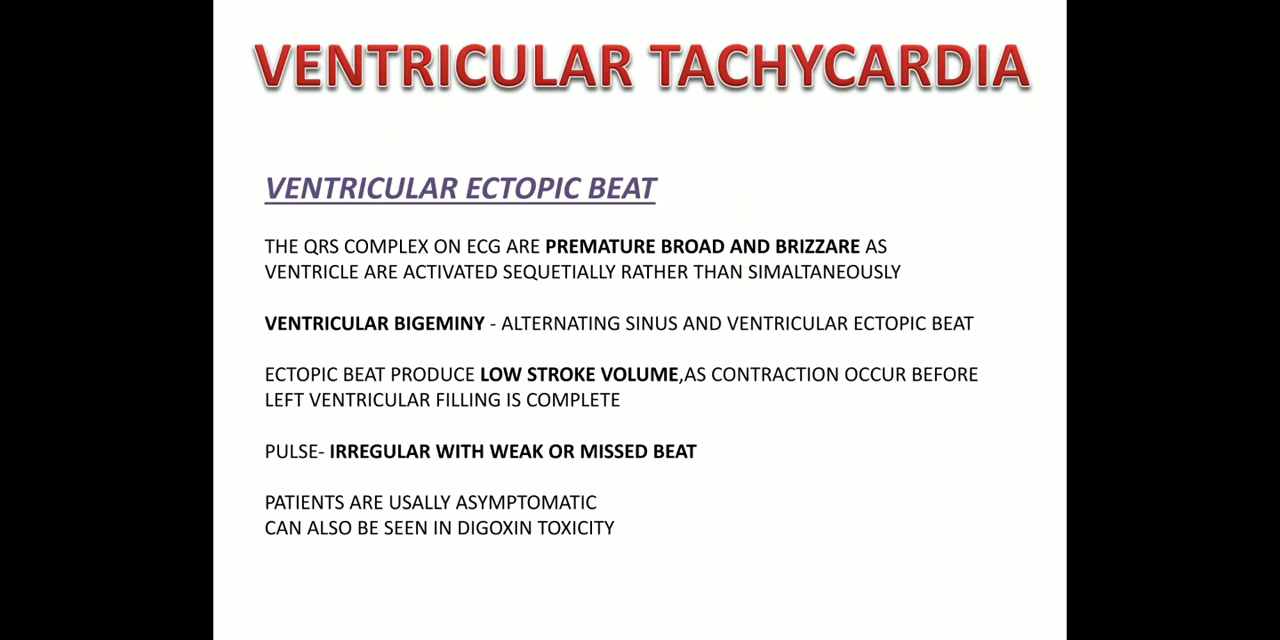 VENTRICULAR TACHYCARDIA
VENTRICULAR ECTOPIC BEAT
THE QRS COMPLEX ON ECG ARE PREMATURE BROAD AND BRIZZARE AS
VENTRICLE ARE ACTIVATED SEQUETIALLY RATHER THAN SIMALTANEOUSLY
VENTRICULAR BIGEMINY - ALTERNATING SINUS AND VENTRICULAR ECTOPIC BEAT
ECTOPIC BEAT PRODUCE LOW STROKE VOLUME,AS CONTRACTION OCCUR BEFORE
LEFT VENTRICULAR FILLING IS COMPLETE
PULSE- IRREGULAR WITH WEAK OR MISSED BEAT
PATIENTS ARE USALLY ASYMPTOMATIC
CAN ALSO BE SEEN IN DIGOXIN TOXICITY